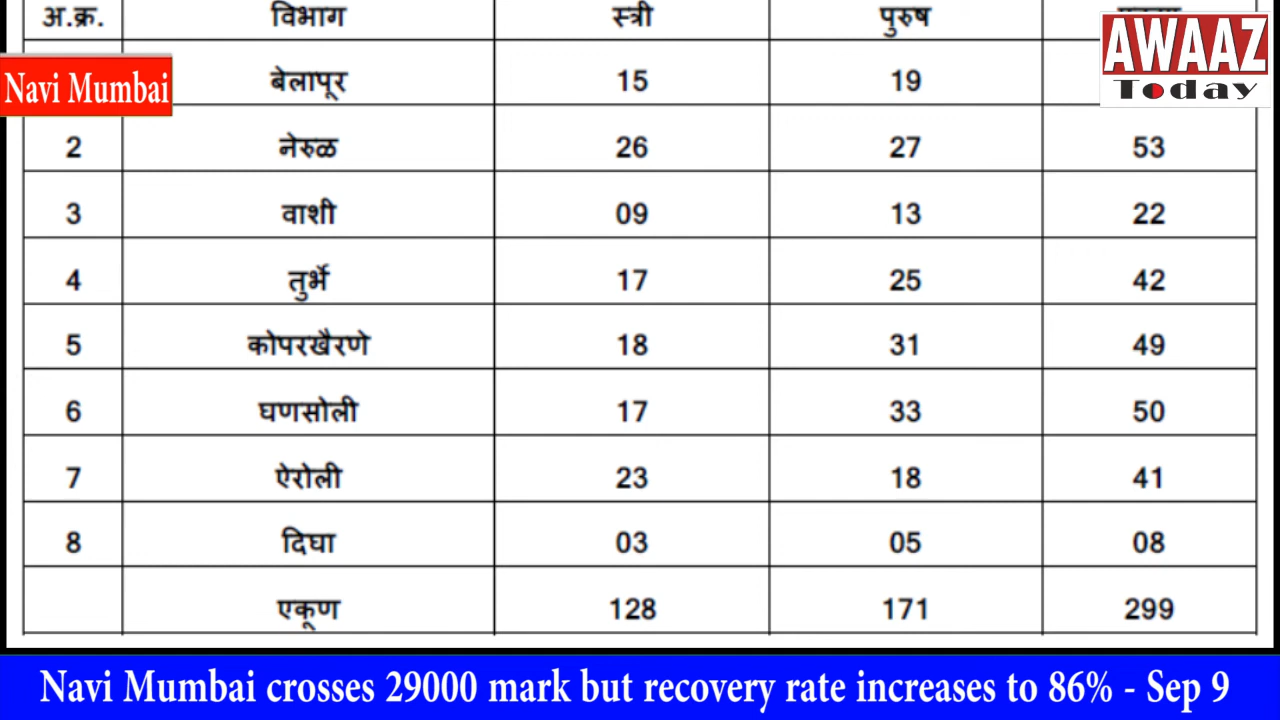 अ.क्र. विभाग स्त्री पुरुष
AWAAZ
Today
Navi Mumbai
बेलापूर 15 19
2 नेरुळ 26 27 53
3 वाशी 09 13 22
4 तुर्भे 17 25 42
5 कोपरखैरणे 18 31 49
6 घणसोली 17 33 50
7 ऐरोली 23 18 41
8 दिघा 03 05 08
एकूण 128 171 299
Navi Mumbai crosses 29000 mark but recovery rate increases to 86% - Sep 9